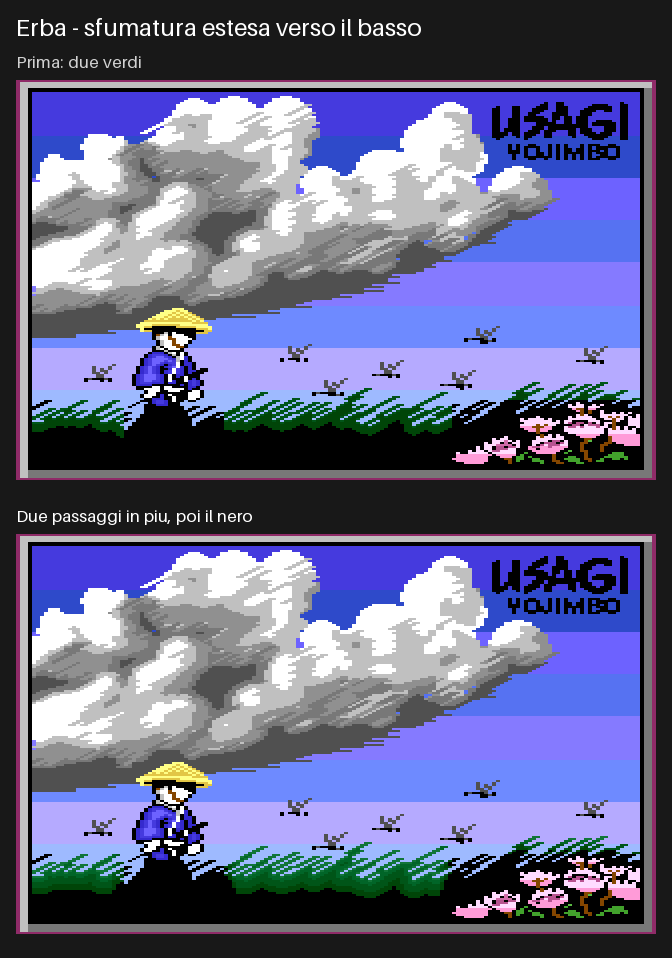 Erba - sfumatura estesa verso il basso
Prima: due verdi
USAGI
YOJIMBO
Due passaggi in piu, poi il nero
USAGI
YOJIMBO